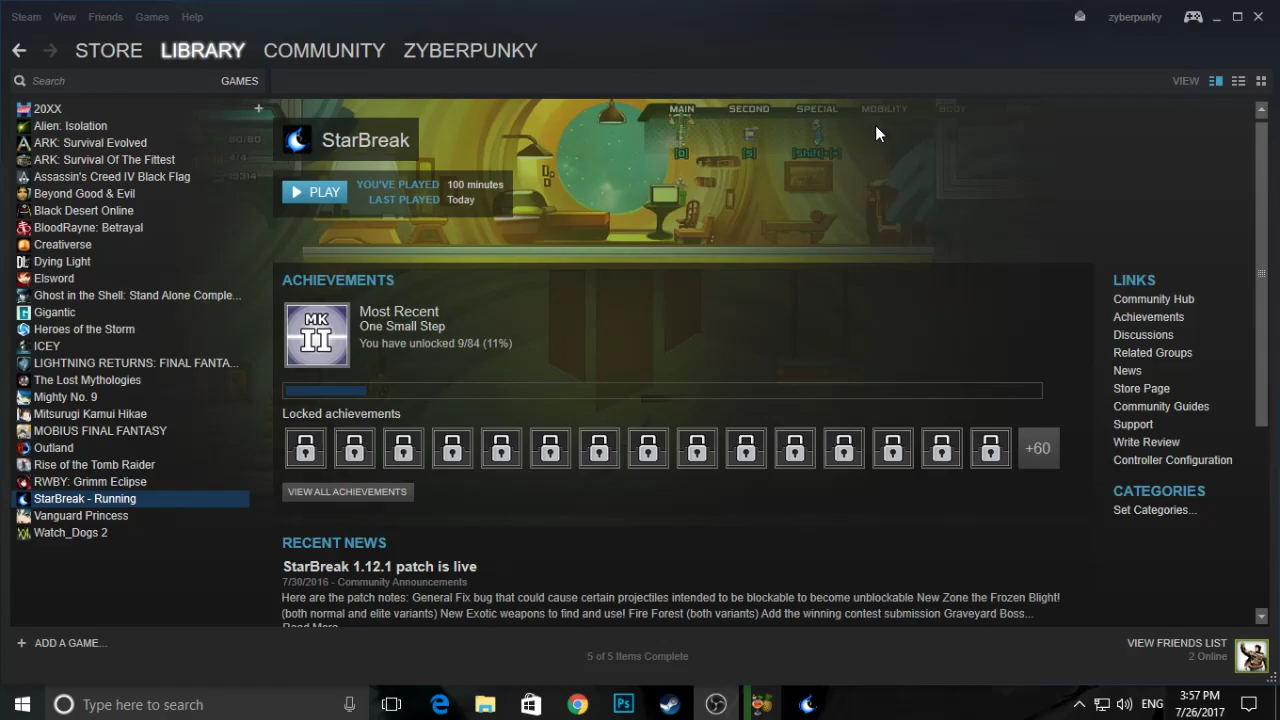 Steam View Friends Games Help
zyberpunky
STORE LIBRARY COMMUNITY ZYBERPUNKY
Search GAMES
VIEW
20XX
Alien: Isolation
ARK: Survival Evolved
ARK: Survival Of The Fittest
Assassin's Creed IV Black Flag
Beyond Good & Evil
Black Desert Online
BloodRayne: Betrayal
Creativerse
Dying Light
Elsword
Ghost in the Shell: Stand Alone Comple...
Gigantic
Heroes of the Storm
ICEY
LIGHTNING RETURNS: FINAL FANTA...
The Lost Mythologies
Mighty No. 9
Mitsurugi Kamui Hikae
MOBIUS FINAL FANTASY
Outland
Rise of the Tomb Raider
RWBY: Grimm Eclipse
StarBreak - Running
Vanguard Princess
Watch_Dogs 2
MAIN SECOND SPECIAL MOBILITY BODY
StarBreak
PLAY
YOU'VE PLAYED 100 minutes
LAST PLAYED Today
ACHIEVEMENTS
MK
II
Most Recent
One Small Step
You have unlocked 9/84 (11%)
Locked achievements
+60
VIEW ALL ACHIEVEMENTS
RECENT NEWS
StarBreak 1.12.1 patch is live
7/30/2016 - Community Announcements
Here are the patch notes: General Fix bug that could cause certain projectiles intended to be blockable to become unblockable New Zone the Frozen Blight!
(both normal and elite variants) New Exotic weapons to find and use! Fire Forest (both variants) Add the winning contest submission Graveyard Boss...
Read More
LINKS
Community Hub
Achievements
Discussions
Related Groups
News
Store Page
Community Guides
Support
Write Review
Controller Configuration
CATEGORIES
Set Categories...
+ ADD A GAME...
5 of 5 Items Complete
VIEW FRIENDS LIST
2 Online
Type here to search
Ps
ENG
3:57 PM
7/26/2017